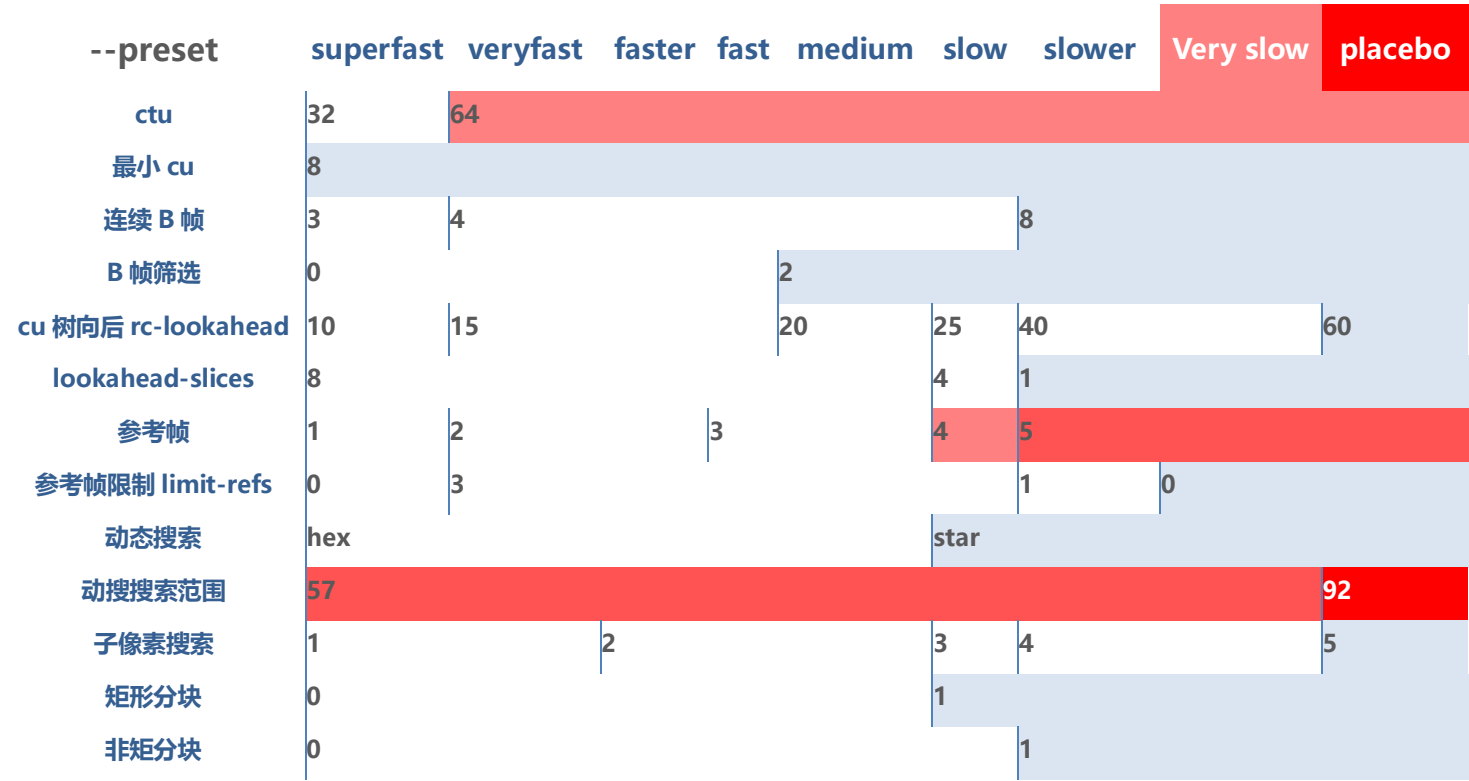 --preset superfast veryfast faster fast medium slow slower Very slow placebo
ctu 32 64
最小 cu 8
连续 B 帧 3 4 8
B 帧筛选 0 2
cu 树向后 rc-lookahead 10 15 20 25 40 60
lookahead-slices 8 4 1
参考帧 1 2 3 4 5
参考帧限制 limit-refs 0 3 1 0
动态搜索 hex star
动搜搜索范围 57 92
子像素搜索 1 2 3 4 5
矩形分块 0 1
非矩分块 0 1